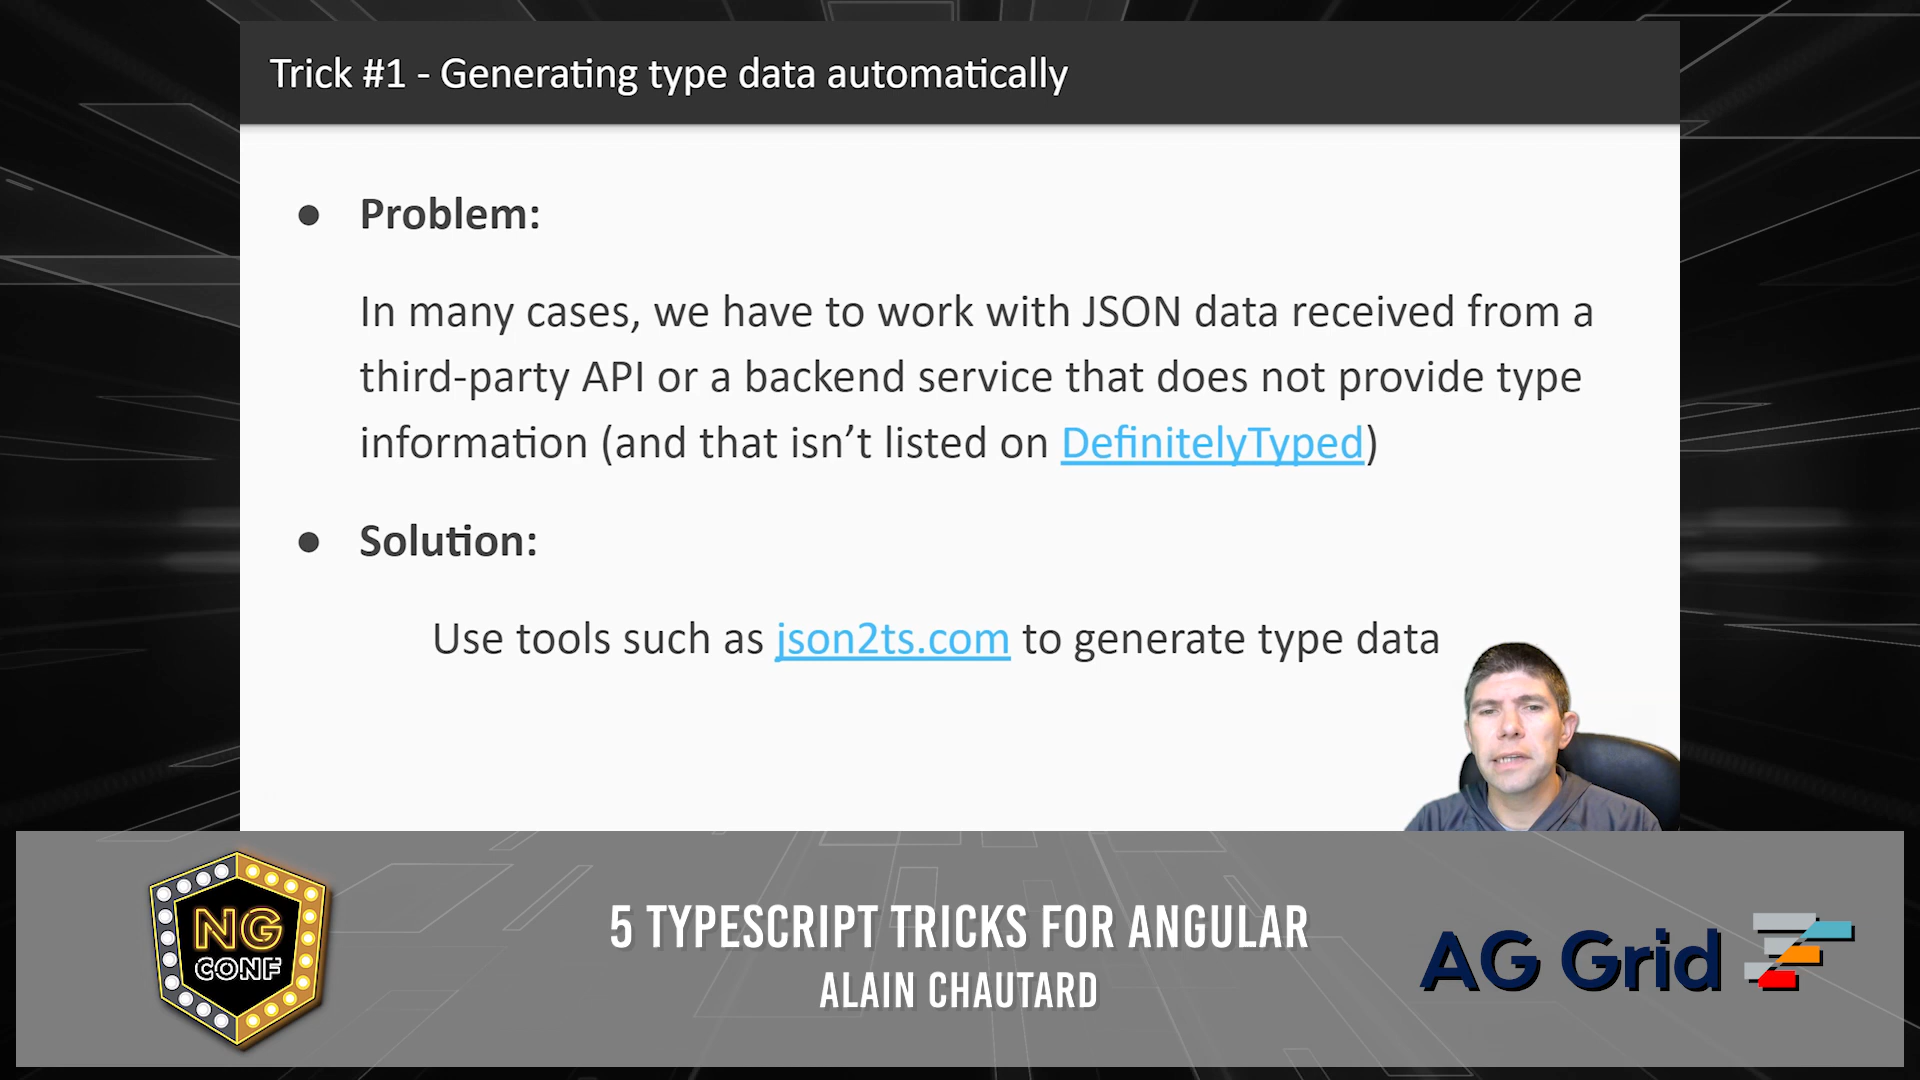 Trick #1 - Generating type data automatically
● Problem:
In many cases, we have to work with JSON data received from a
third-party API or a backend service that does not provide type
information (and that isn’t listed on DefinitelyTyped)
● Solution:
Use tools such as json2ts.com to generate type data
NG
CONF
5 TYPESCRIPT TRICKS FOR ANGULAR
ALAIN CHAUTARD
AG Grid